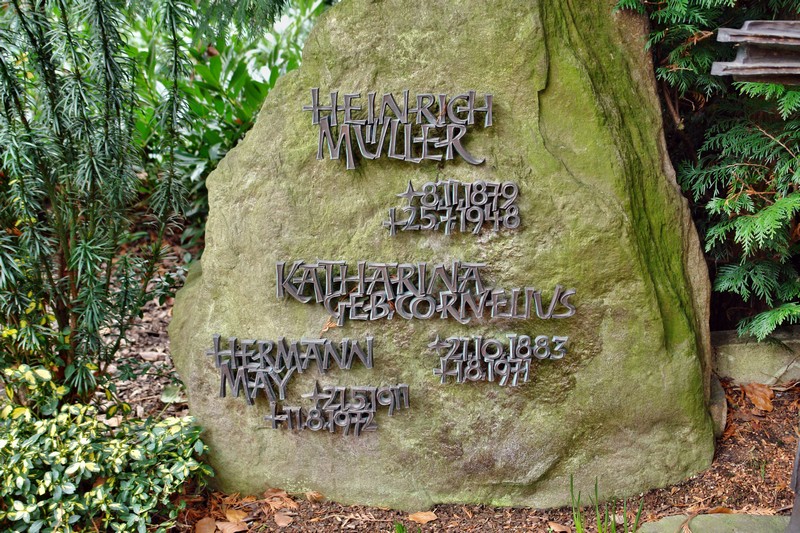 HEINRICH
MÜLLER
* 8.11.1879
+ 25.7.1948
KATHARINA
GEB. CORNELIUS
* 21.10.1883
+ 1.8.1971
HERMANN
MAY
* 21.5.1911
+ 11.8.1972